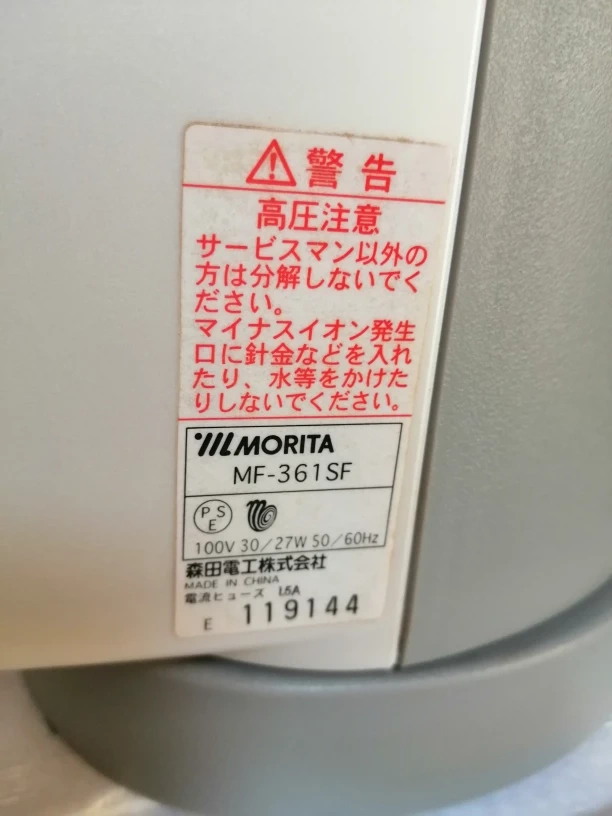 警告
高圧注意
サービスマン以外の
方は分解しないでく
ださい。
マイナスイオン発生
口に針金などを入れ
たり、水等をかけた
りしないでください。
MORITA
MF-361SF
PSE
100V 30/27W 50/60Hz
森田電工株式会社
MADE IN CHINA
電流ヒューズ 1.5A
E 119144